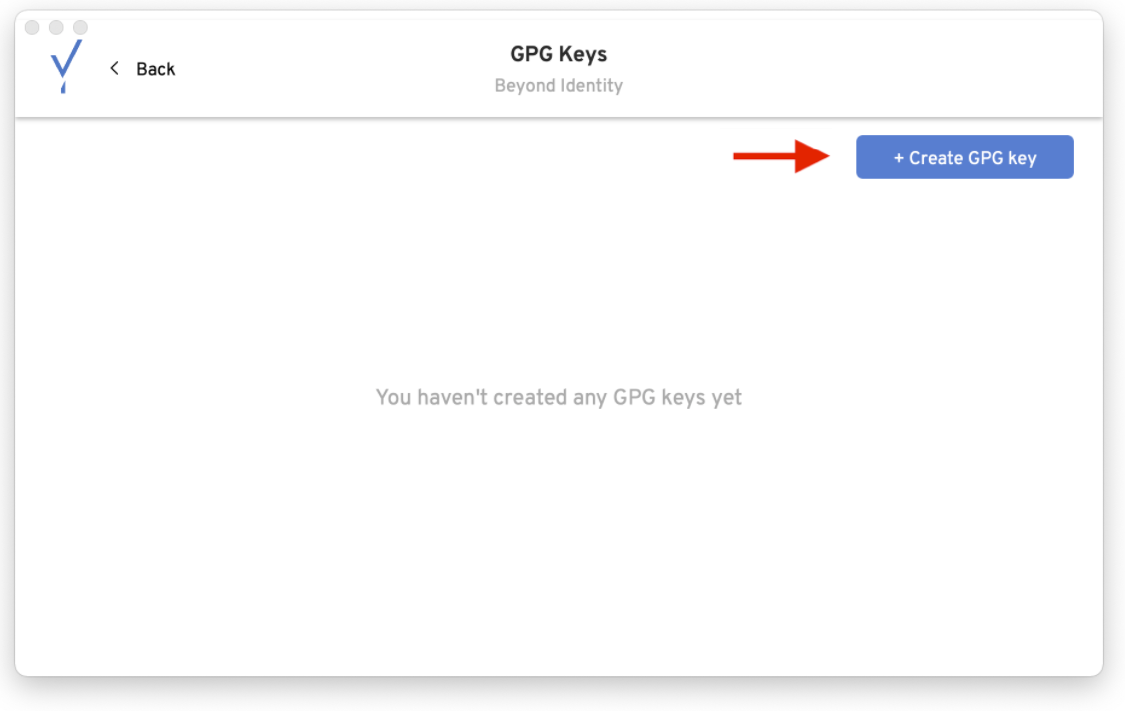 GPG Keys
< Back
Beyond Identity
+ Create GPG key
You haven't created any GPG keys yet